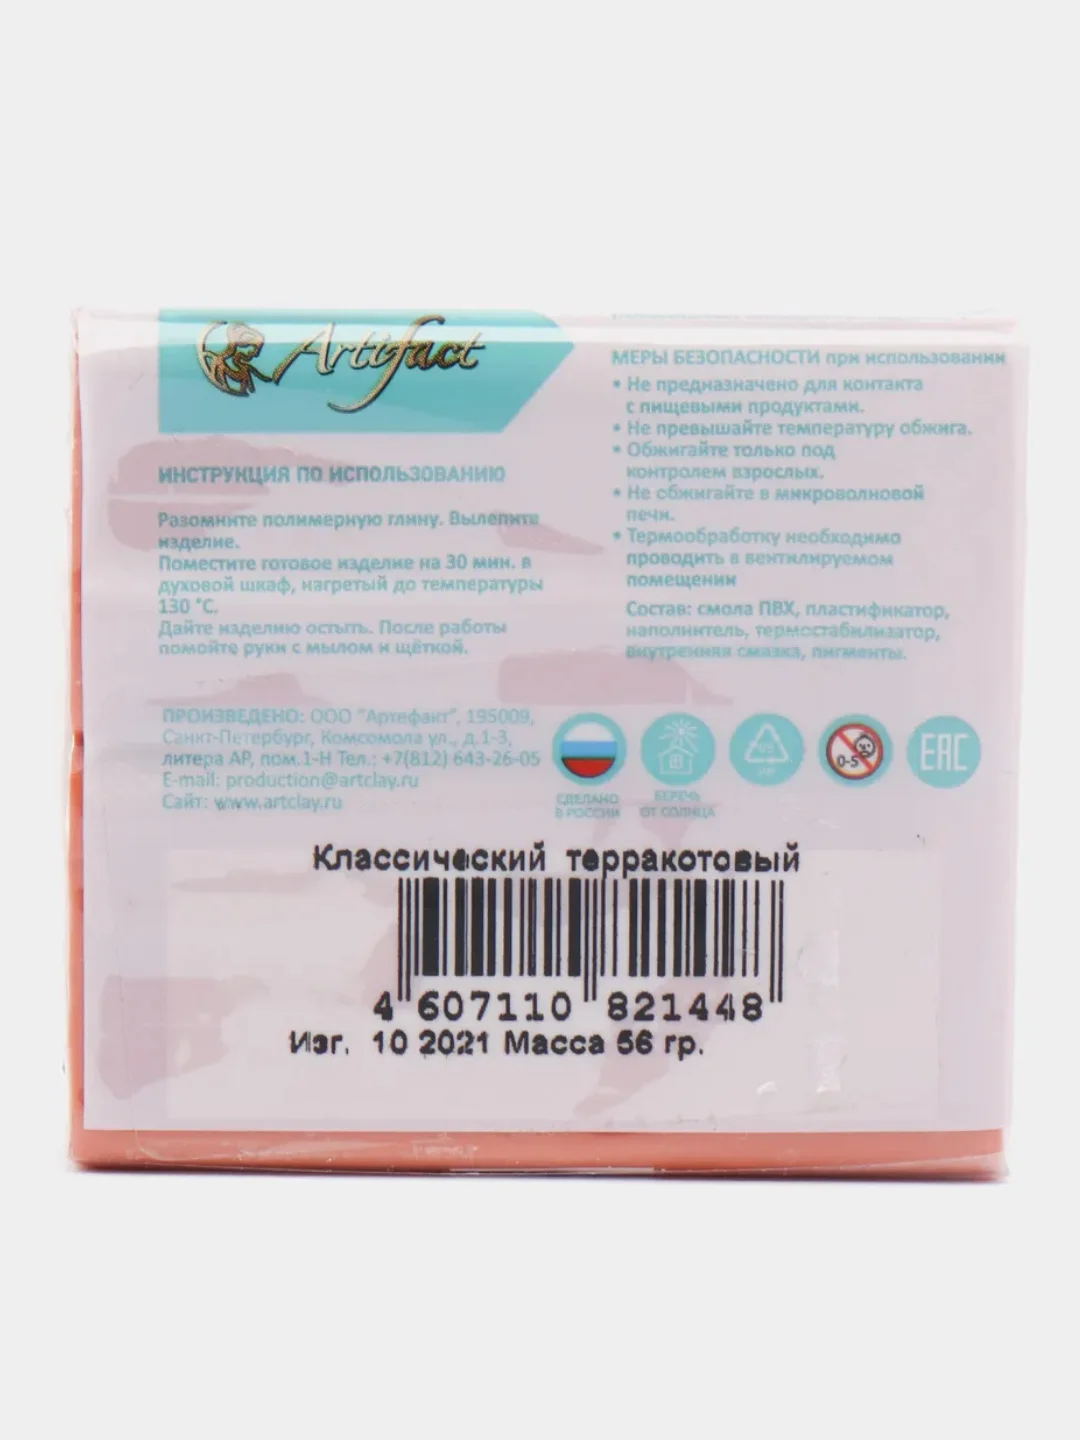 Artifact
ИНСТРУКЦИЯ ПО ИСПОЛЬЗОВАНИЮ
Разомните полимерную глину. Вылепите
изделие.
Поместите готовое изделие на 30 мин. в
духовой шкаф, нагретый до температуры
130 °C.
Дайте изделию остыть. После работы
помойте руки с мылом и щёткой.
МЕРЫ БЕЗОПАСНОСТИ при использовании
• Не предназначено для контакта
с пищевыми продуктами.
• Не превышайте температуру обжига.
• Обжигайте только под
контролем взрослых.
• Не обжигайте в микроволновой
печи.
• Термообработку необходимо
проводить в вентилируемом
помещении
Состав: смола ПВХ, пластификатор,
наполнитель, термостабилизатор,
внутренняя смазка, пигменты.
ПРОИЗВЕДЕНО: ООО "Артефакт", 195009,
Санкт-Петербург, Комсомола ул., д.1-3,
литера АР, пом.1-Н Тел.: +7(812) 643-26-05
E-mail: production@artclay.ru
Сайт: www.artclay.ru
СДЕЛАНО
В РОССИИ
БЕРЕЧЬ
ОТ СОЛНЦА
0-5
EAC
Классический терракотовый
4 607110 821448
Изг. 10 2021 Масса 56 гр.